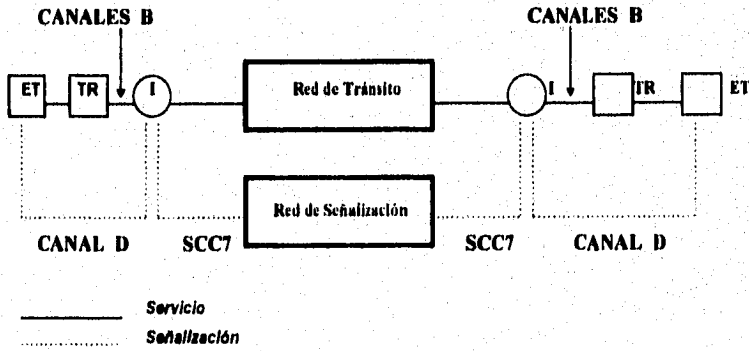 CANALES B CANALES B
ET TR I Red de Tránsito I TR ET
Red de Señalización
CANAL D SCC7 SCC7 CANAL D
Servicio
Señalización